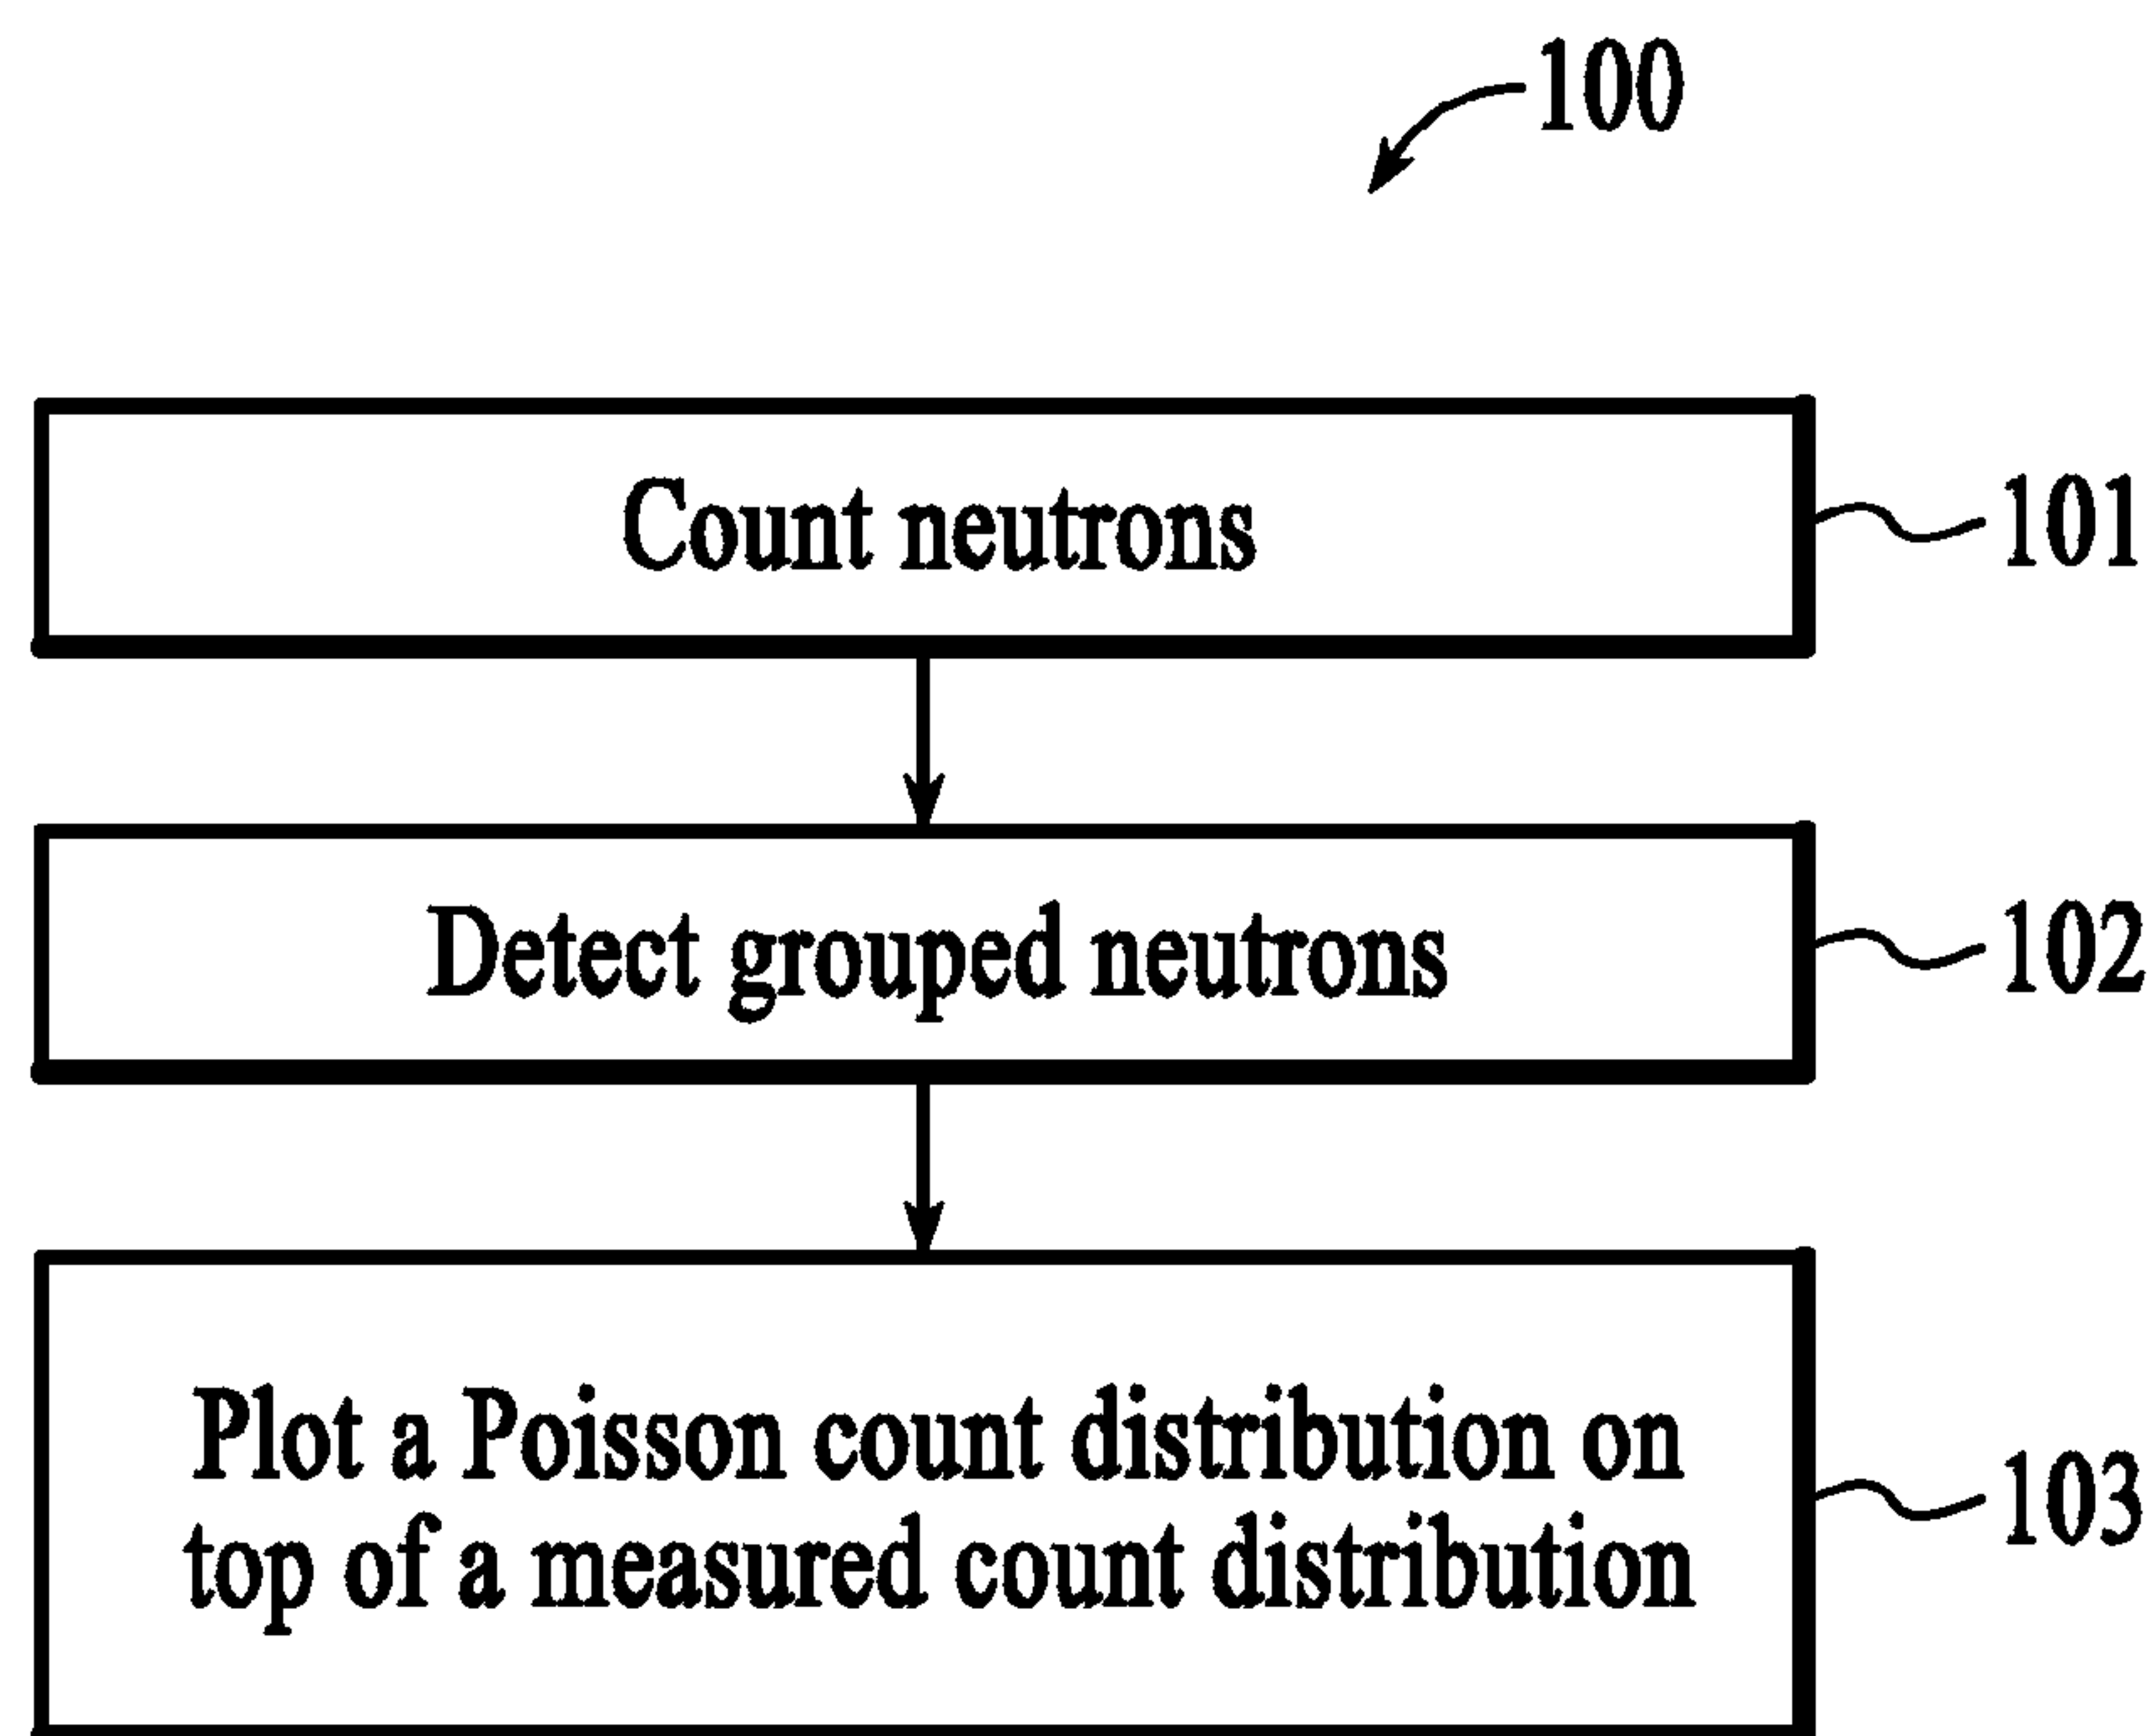 100
Count neutrons
101
Detect grouped neutrons
102
Plot a Poisson count distribution on
top of a measured count distribution
103